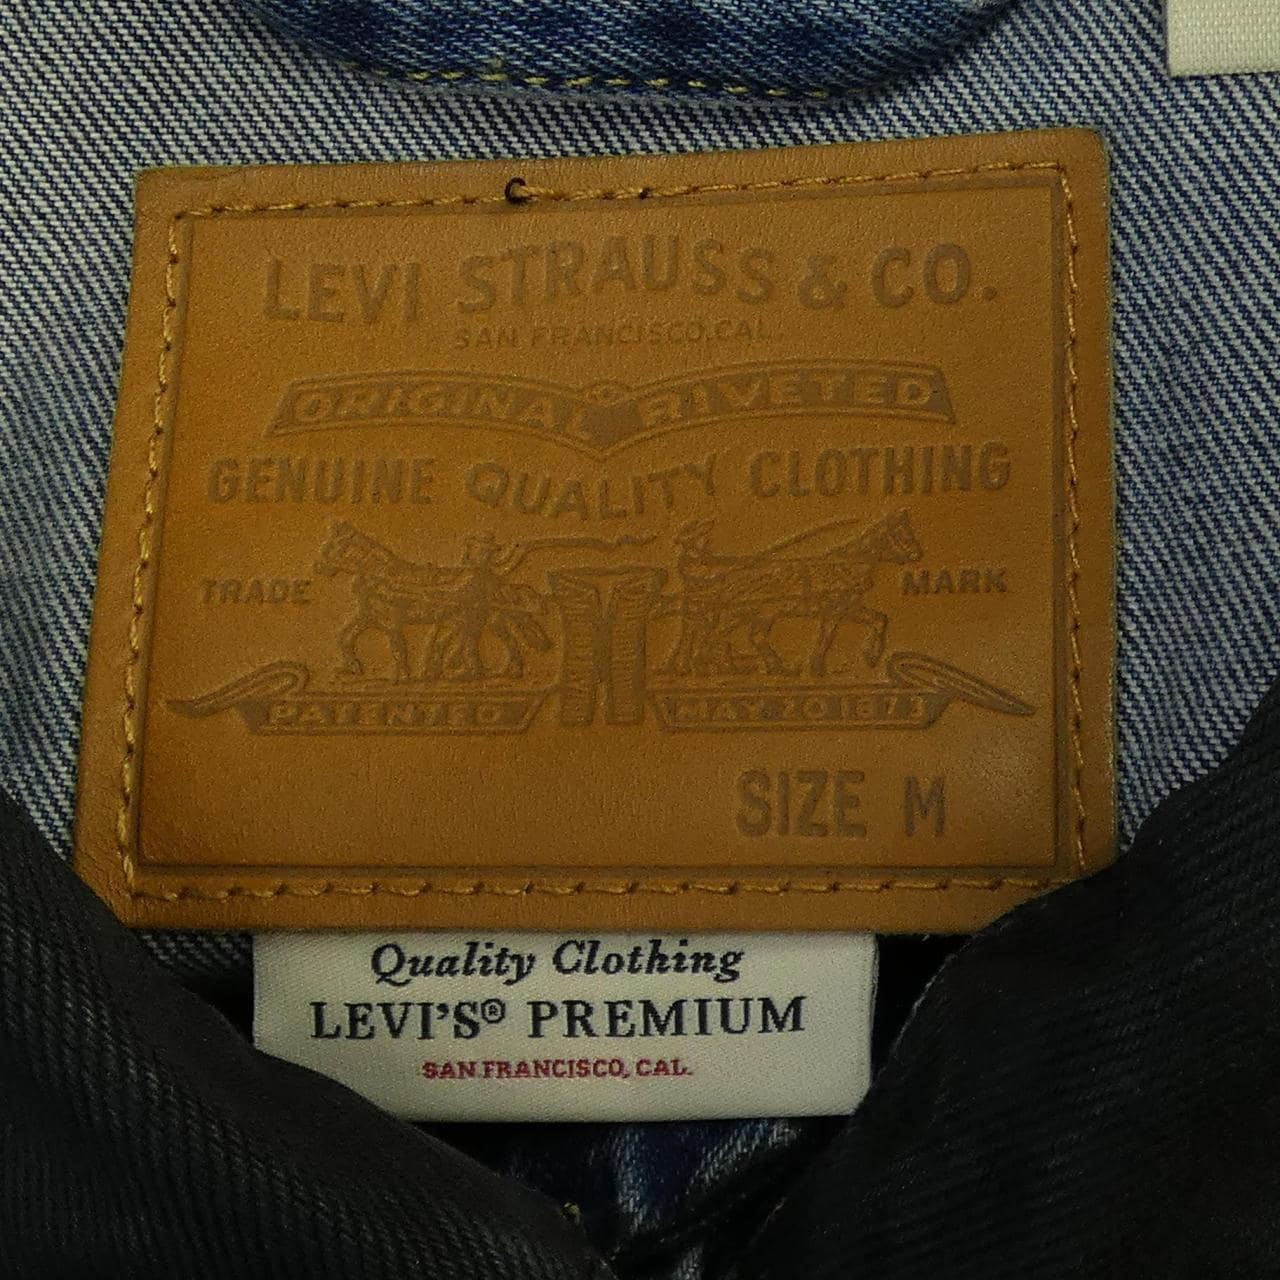 LEVI STRAUSS & CO.
SAN FRANCISCO, CAL.
ORIGINAL RIVETED
GENUINE QUALITY CLOTHING
TRADE MARK
PATENTED MAY 20 1873
SIZE M
Quality Clothing
LEVI'S® PREMIUM
SAN FRANCISCO, CAL.